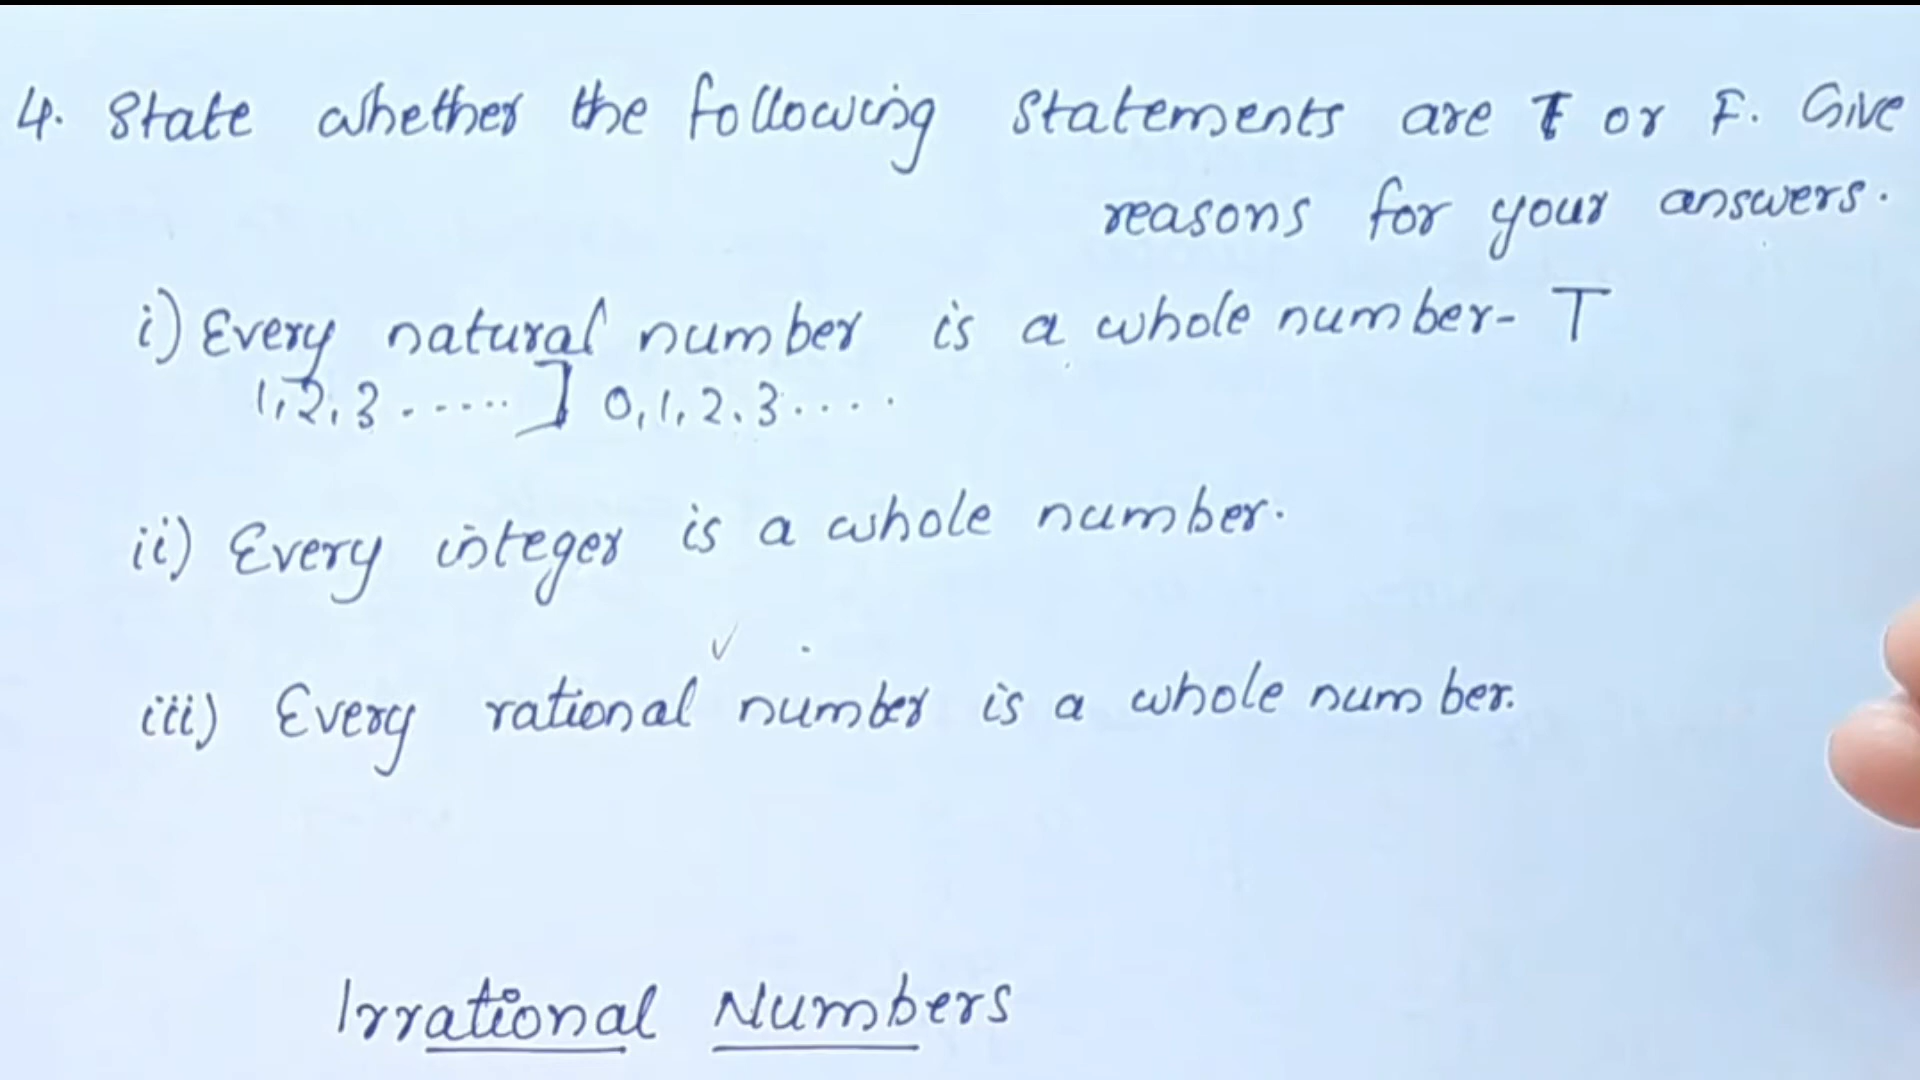 4. State whether the following statements are T or F. Give
reasons for your answers.
i) Every natural number is a whole number- T
1, 2, 3 ......] 0, 1, 2, 3 ....
ii) Every integer is a whole number.
iii) Every rational number is a whole number.
Irrational Numbers